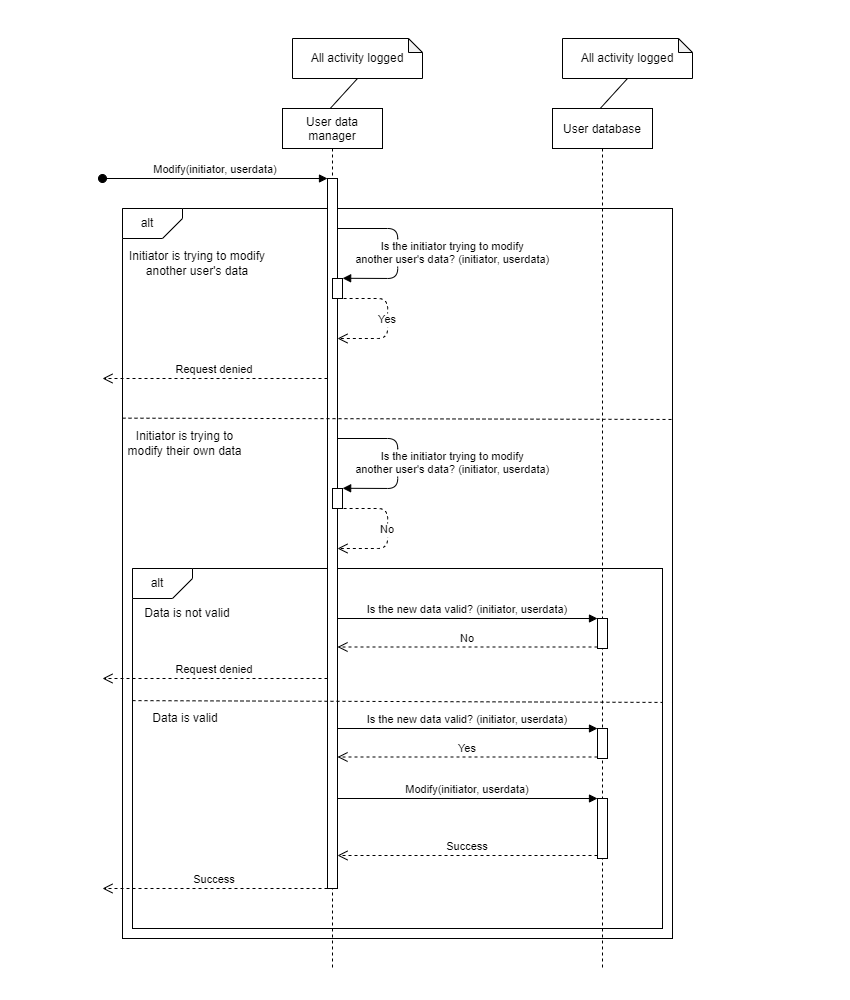 All activity logged
All activity logged
User data
manager
User database
Modify(initiator, userdata)
alt
Initiator is trying to modify
another user's data
Is the initiator trying to modify
another user's data? (initiator, userdata)
Yes
Request denied
Initiator is trying to
modify their own data
Is the initiator trying to modify
another user's data? (initiator, userdata)
No
alt
Data is not valid
Is the new data valid? (initiator, userdata)
No
Request denied
Data is valid
Is the new data valid? (initiator, userdata)
Yes
Modify(initiator, userdata)
Success
Success